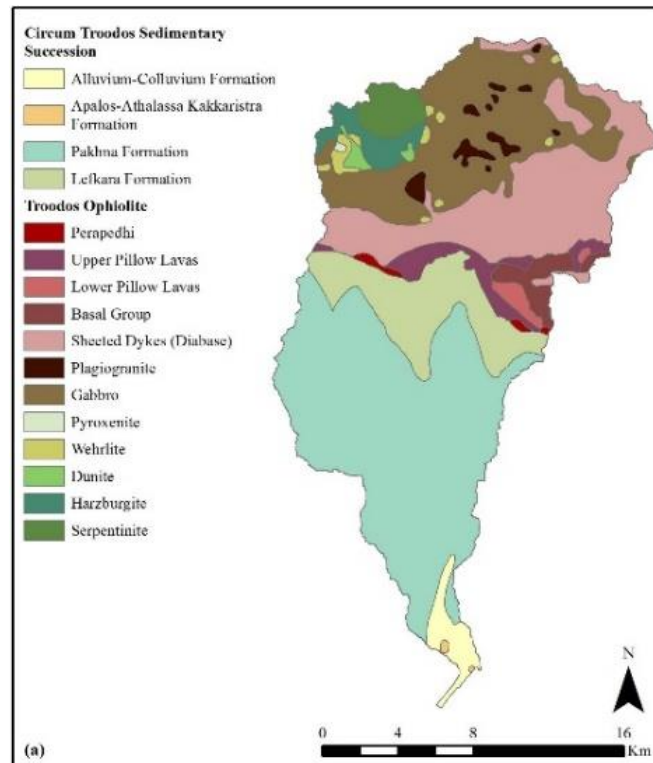 Circum Troodos Sedimentary
Succession
Alluvium-Colluvium Formation
Apalos-Athalassa Kakkaristra
Formation
Pakhna Formation
Lefkara Formation
Troodos Ophiolite
Perapedhi
Upper Pillow Lavas
Lower Pillow Lavas
Basal Group
Sheeted Dykes (Diabase)
Plagiogranite
Gabbro
Pyroxenite
Wehrlite
Dunite
Harzburgite
Serpentinite
N
(a)
0 4 8 16
Km